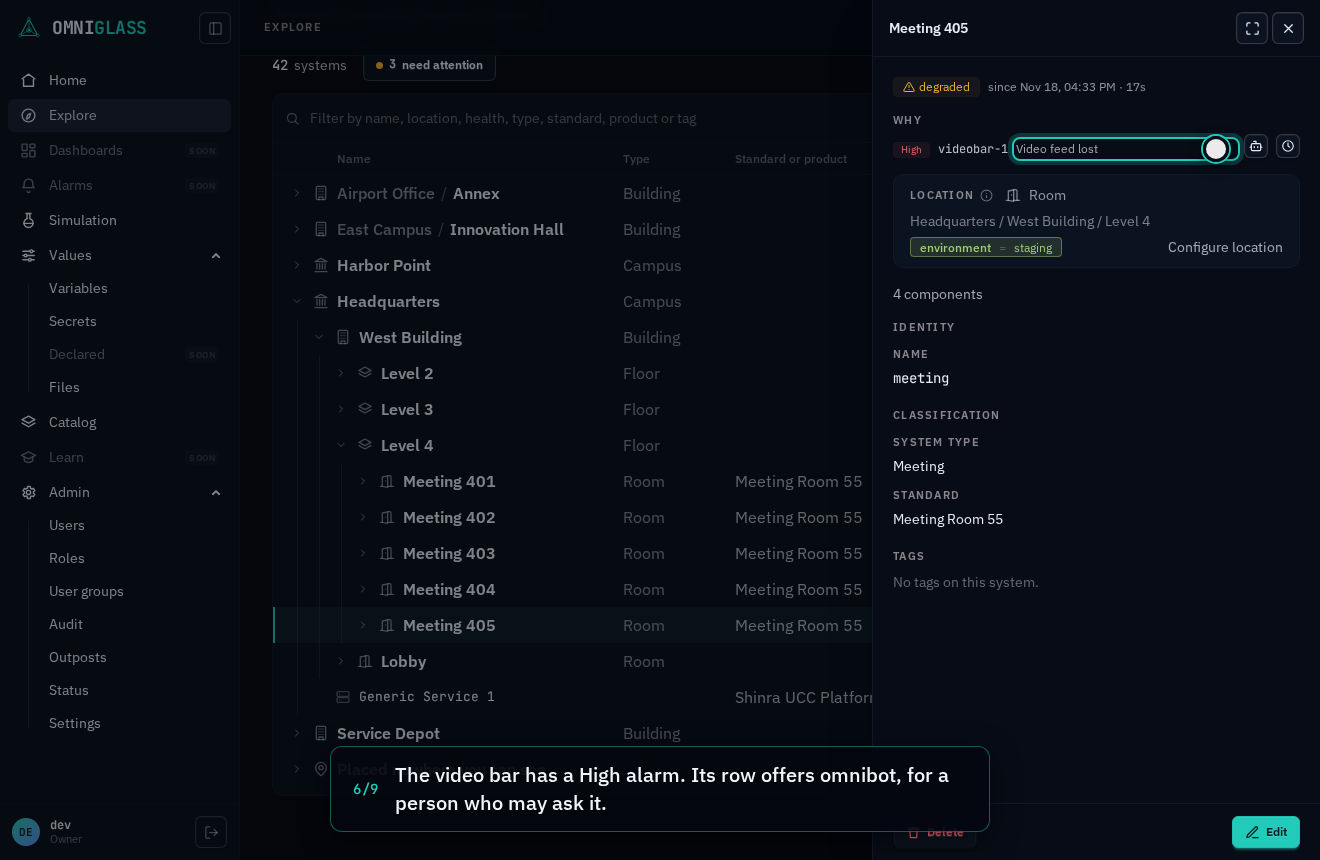 OMNIGLASS
EXPLORE
Meeting 405
Home
Explore
Dashboards SOON
Alarms SOON
Simulation
Values
Variables
Secrets
Declared SOON
Files
Catalog
Learn SOON
Admin
Users
Roles
User groups
Audit
Outposts
Status
Settings
DE dev
Owner
42 systems 3 need attention
Filter by name, location, health, type, standard, product or tag
Name Type Standard or product
Airport Office / Annex Building
East Campus / Innovation Hall Building
Harbor Point Campus
Headquarters Campus
West Building Building
Level 2 Floor
Level 3 Floor
Level 4 Floor
Meeting 401 Room Meeting Room 55
Meeting 402 Room Meeting Room 55
Meeting 403 Room Meeting Room 55
Meeting 404 Room Meeting Room 55
Meeting 405 Room Meeting Room 55
Lobby Room
Generic Service 1 Shinra UCC Platfor
Service Depot Building
Placed
degraded since Nov 18, 04:33 PM · 17s
WHY
High videobar-1 Video feed lost
LOCATION Room
Headquarters / West Building / Level 4
environment = staging Configure location
4 components
IDENTITY
NAME
meeting
CLASSIFICATION
SYSTEM TYPE
Meeting
STANDARD
Meeting Room 55
TAGS
No tags on this system.
Delete Edit
6/9 The video bar has a High alarm. Its row offers omnibot, for a
person who may ask it.